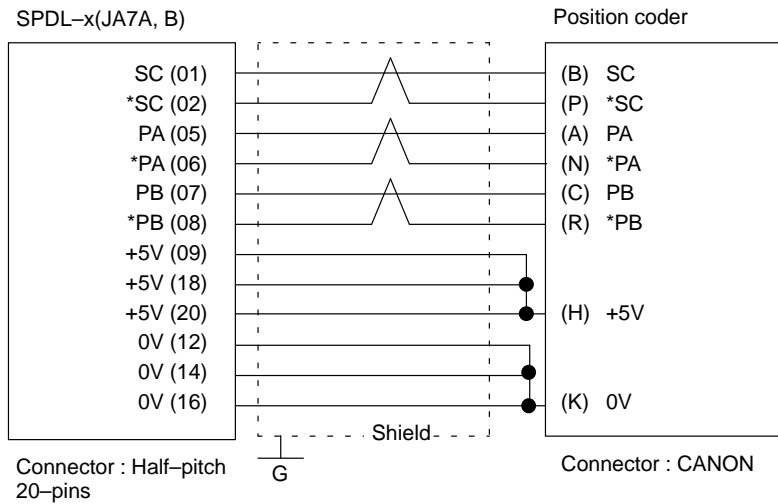 SPDL–x(JA7A, B)
Position coder
SC (01)
(B) SC
*SC (02)
(P) *SC
PA (05)
(A) PA
*PA (06)
(N) *PA
PB (07)
(C) PB
*PB (08)
(R) *PB
+5V (09)
+5V (18)
+5V (20)
(H) +5V
0V (12)
0V (14)
0V (16)
(K) 0V
Shield
G
Connector : Half–pitch
20–pins
Connector : CANON